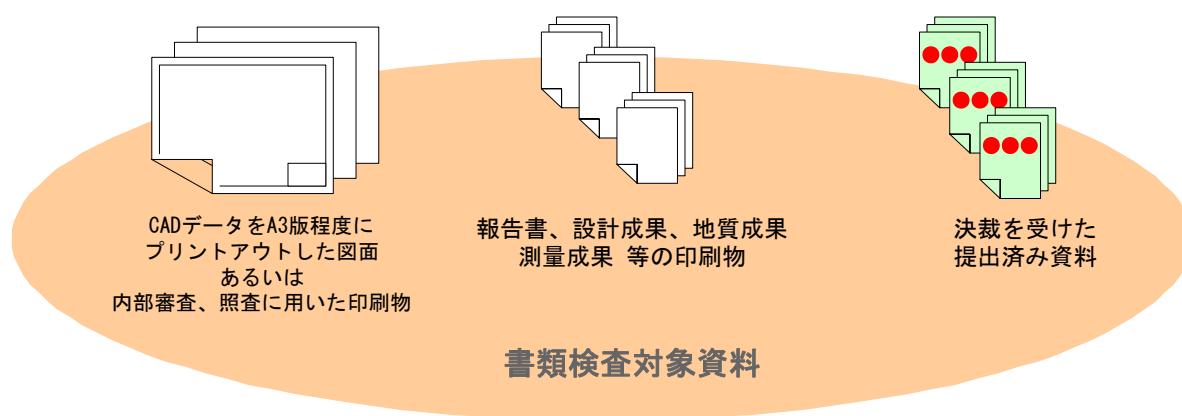 CADデータをA3版程度に
プリントアウトした図面
あるいは
内部審査、照査に用いた印刷物
報告書、設計成果、地質成果
測量成果 等の印刷物
決裁を受けた
提出済み資料
書類検査対象資料